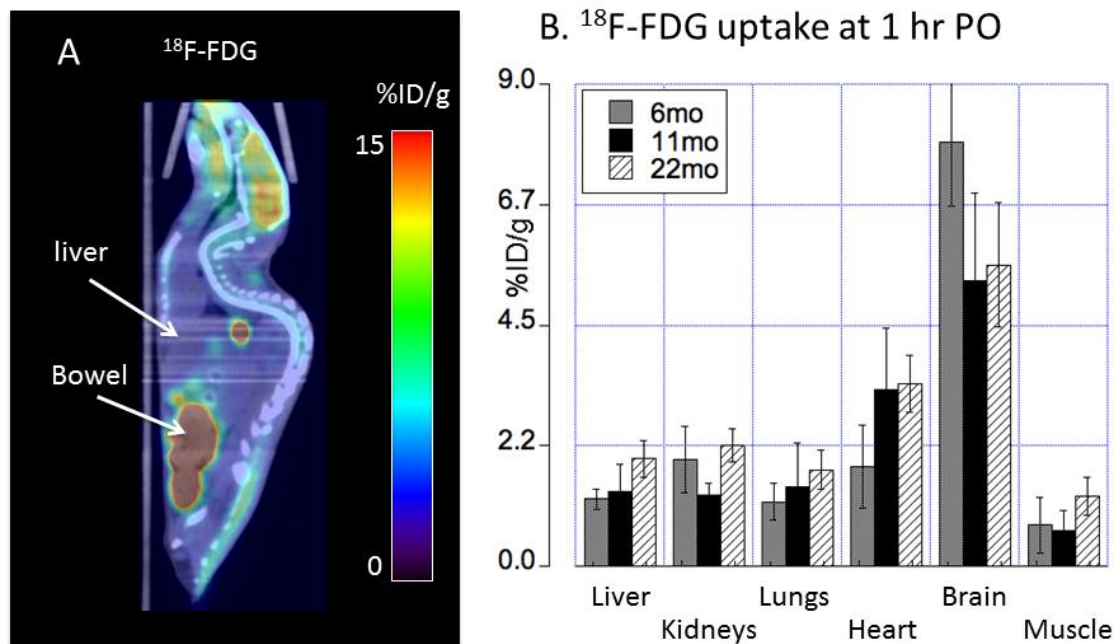 A
¹⁸F-FDG
%ID/g
15
0
liver
Bowel
B. ¹⁸F-FDG uptake at 1 hr PO
6mo
11mo
22mo
%ID/g
9.0
6.7
4.5
2.2
0.0
Liver
Kidneys
Lungs
Heart
Brain
Muscle